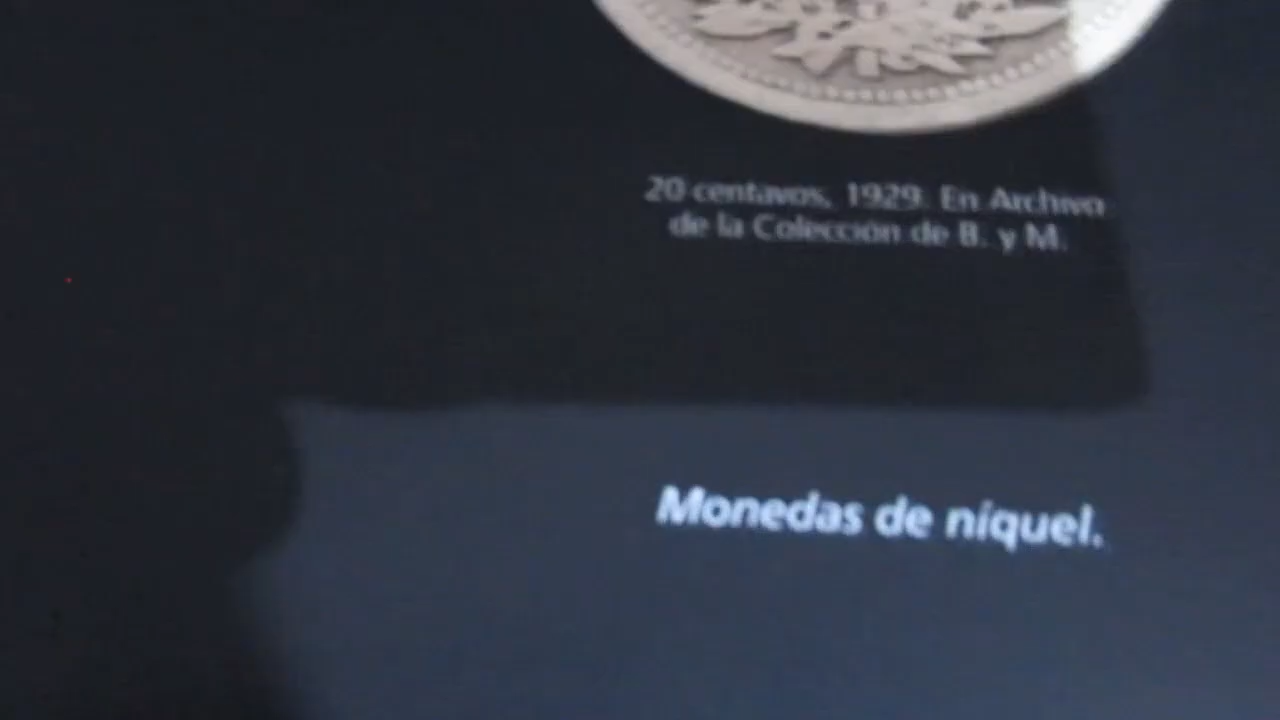 20 centavos, 1929. En Archivo
de la Colección de B. y M.
Monedas de níquel.